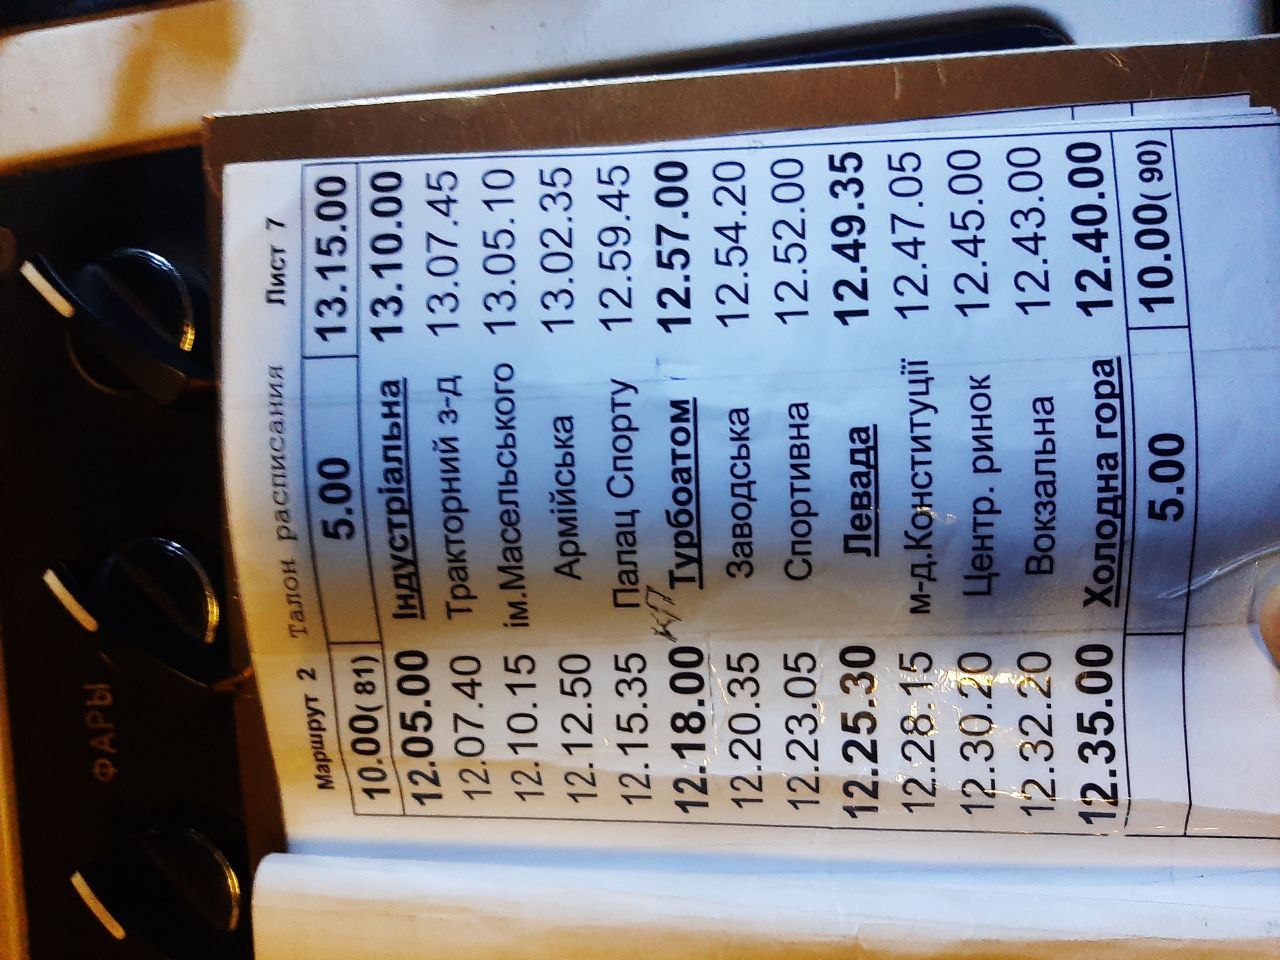 ФАРЫ
Маршрут 2 Талон расписания Лист 7
10.00( 81) 5.00 13.15.00
12.05.00 Індустріальна 13.10.00
12.07.40 Тракторний з-д 13.07.45
12.10.15 ім.Масельського 13.05.10
12.12.50 Армійська 13.02.35
12.15.35 Палац Спорту 12.59.45
12.18.00 КП Турбоатом 12.57.00
12.20.35 Заводська 12.54.20
12.23.05 Спортивна 12.52.00
12.25.30 Левада 12.49.35
12.28.15 м-д.Конституції 12.47.05
12.30.20 Центр. ринок 12.45.00
12.32.20 Вокзальна 12.43.00
12.35.00 Холодна гора 12.40.00
5.00 10.00( 90)